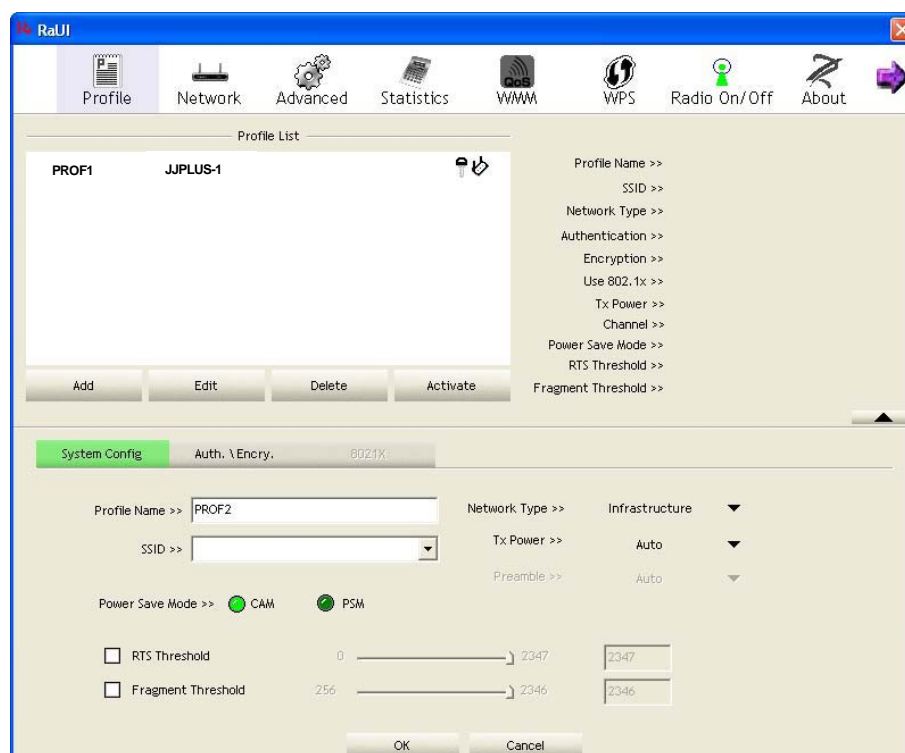 RaUI
Profile Network Advanced Statistics QoS WMM WPS Radio On/Off About
Profile List
PROF1 JJPLUS-1
Profile Name >>
SSID >>
Network Type >>
Authentication >>
Encryption >>
Use 802.1x >>
Tx Power >>
Channel >>
Power Save Mode >>
RTS Threshold >>
Fragment Threshold >>
Add Edit Delete Activate
System Config Auth. \ Encry. 8021X
Profile Name >> PROF2 Network Type >> Infrastructure
SSID >> Tx Power >> Auto
Preamble >> Auto
Power Save Mode >> CAM PSM
RTS Threshold 0 2347 2347
Fragment Threshold 256 2346 2346
OK Cancel